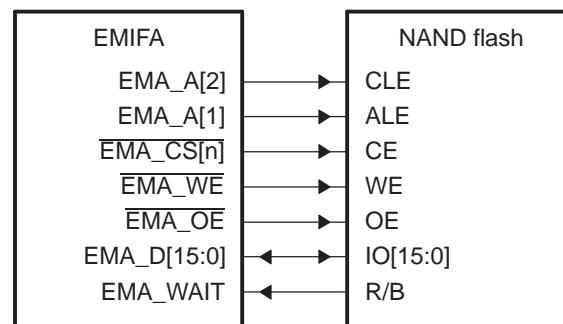 EMIFA NAND flash
EMA_A[2] CLE
EMA_A[1] ALE
EMA_CS[n] CE
EMA_WE WE
EMA_OE OE
EMA_D[15:0] IO[15:0]
EMA_WAIT R/B